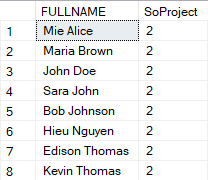 FULLNAME SoProject
1 Mie Alice 2
2 Maria Brown 2
3 John Doe 2
4 Sara John 2
5 Bob Johnson 2
6 Hieu Nguyen 2
7 Edison Thomas 2
8 Kevin Thomas 2